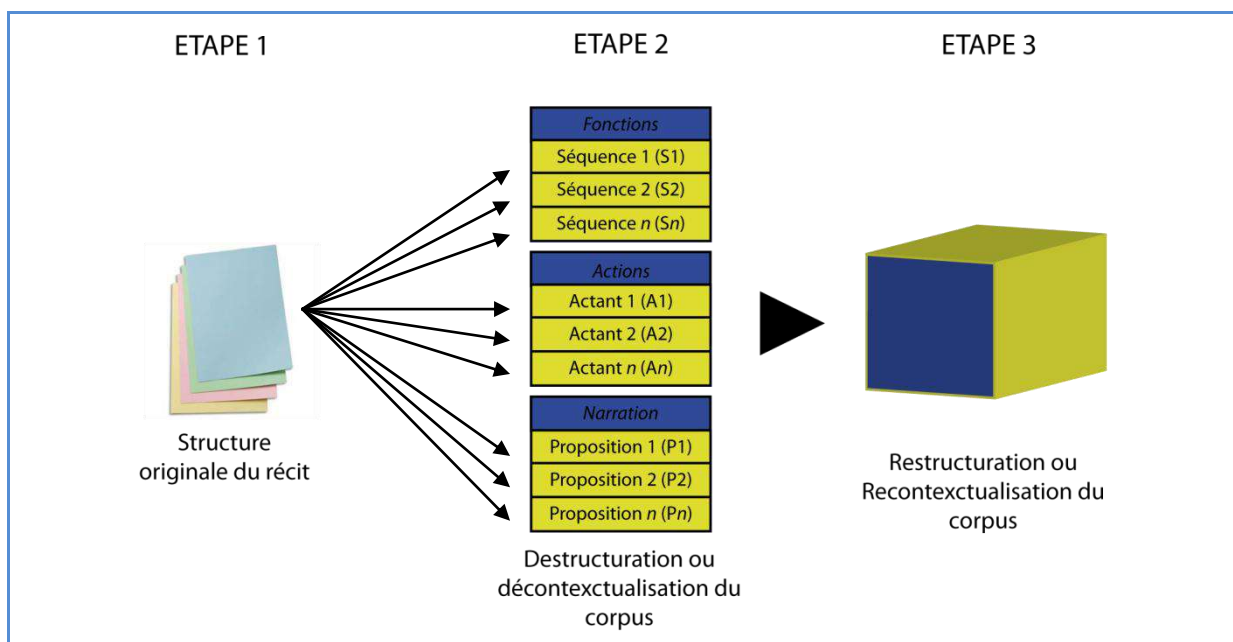 ETAPE 1
ETAPE 2
ETAPE 3
Fonctions
Séquence 1 (S1)
Séquence 2 (S2)
Séquence n (Sn)
Actions
Actant 1 (A1)
Actant 2 (A2)
Actant n (An)
Narration
Proposition 1 (P1)
Proposition 2 (P2)
Proposition n (Pn)
Structure
originale du récit
Destructuration ou
décontexctualisation du
corpus
Restructuration ou
Recontexctualisation du
corpus